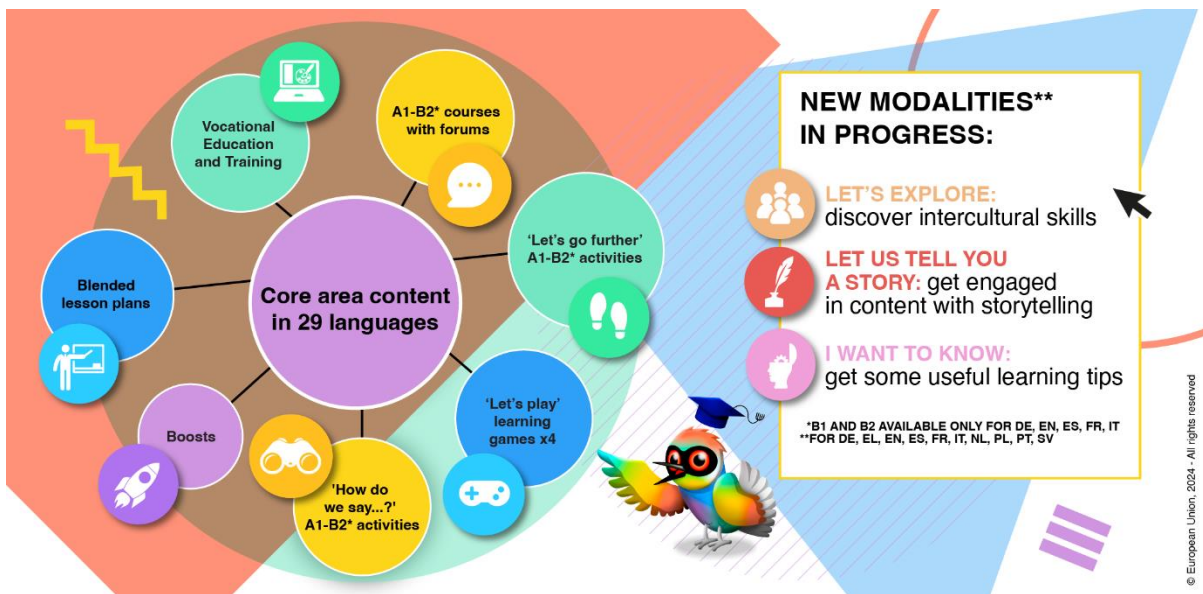 Vocational
Education
and Training
A1-B2* courses
with forums
'Let's go further'
A1-B2* activities
Blended
lesson plans
Core area content
in 29 languages
Boosts
'How do
we say...?'
A1-B2* activities
'Let's play'
learning
games x4
NEW MODALITIES**
IN PROGRESS:
LET'S EXPLORE:
discover intercultural skills
LET US TELL YOU
A STORY: get engaged
in content with storytelling
I WANT TO KNOW:
get some useful learning tips
*B1 AND B2 AVAILABLE ONLY FOR DE, EN, ES, FR, IT
**FOR DE, EL, EN, ES, FR, IT, NL, PL, PT, SV
© European Union, 2024 - All rights reserved